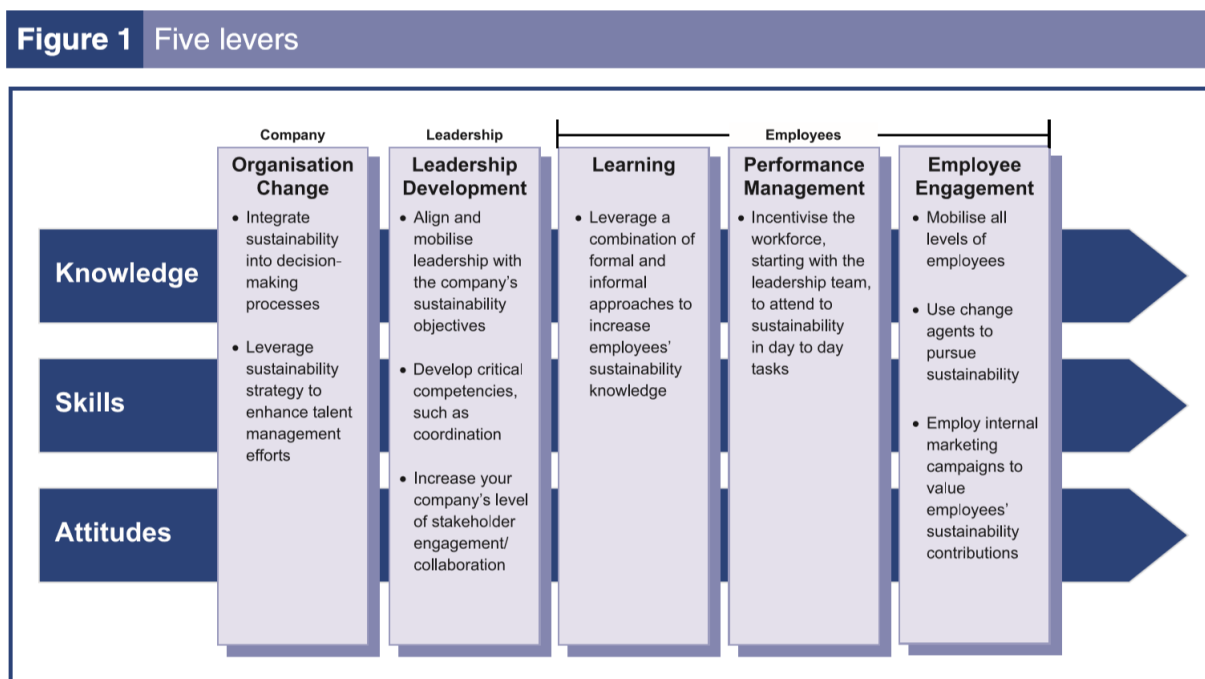 Figure 1 Five levers
Company
Leadership
Employees
Organisation
Change
• Integrate
sustainability
into decision-
making
processes
• Leverage
sustainability
strategy to
enhance talent
management
efforts
Leadership
Development
• Align and
mobilise
leadership with
the company's
sustainability
objectives
• Develop critical
competencies,
such as
coordination
• Increase your
company's level
of stakeholder
engagement/
collaboration
Learning
• Leverage a
combination of
formal and
informal
approaches to
increase
employees'
sustainability
knowledge
Performance
Management
• Incentivise the
workforce,
starting with the
leadership team,
to attend to
sustainability
in day to day
tasks
Employee
Engagement
• Mobilise all
levels of
employees
• Use change
agents to
pursue
sustainability
• Employ internal
marketing
campaigns to
value
employees'
sustainability
contributions
Knowledge
Skills
Attitudes